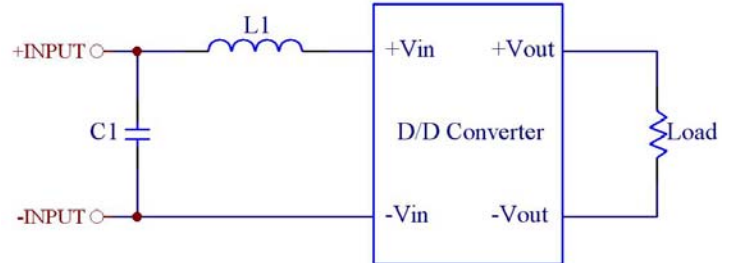 L1
+INPUT
+Vin
+Vout
C1
D/D Converter
Load
-INPUT
-Vin
-Vout